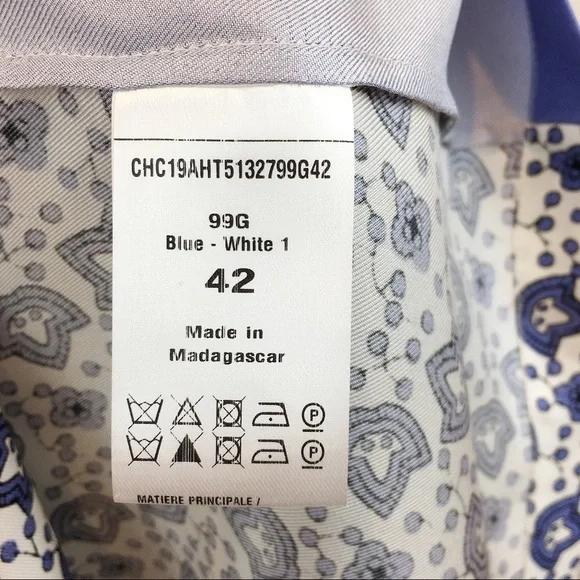 CHC19AHT5132799G42
99G
Blue - White 1
42
Made in
Madagascar
P
P
MATIERE PRINCIPALE /